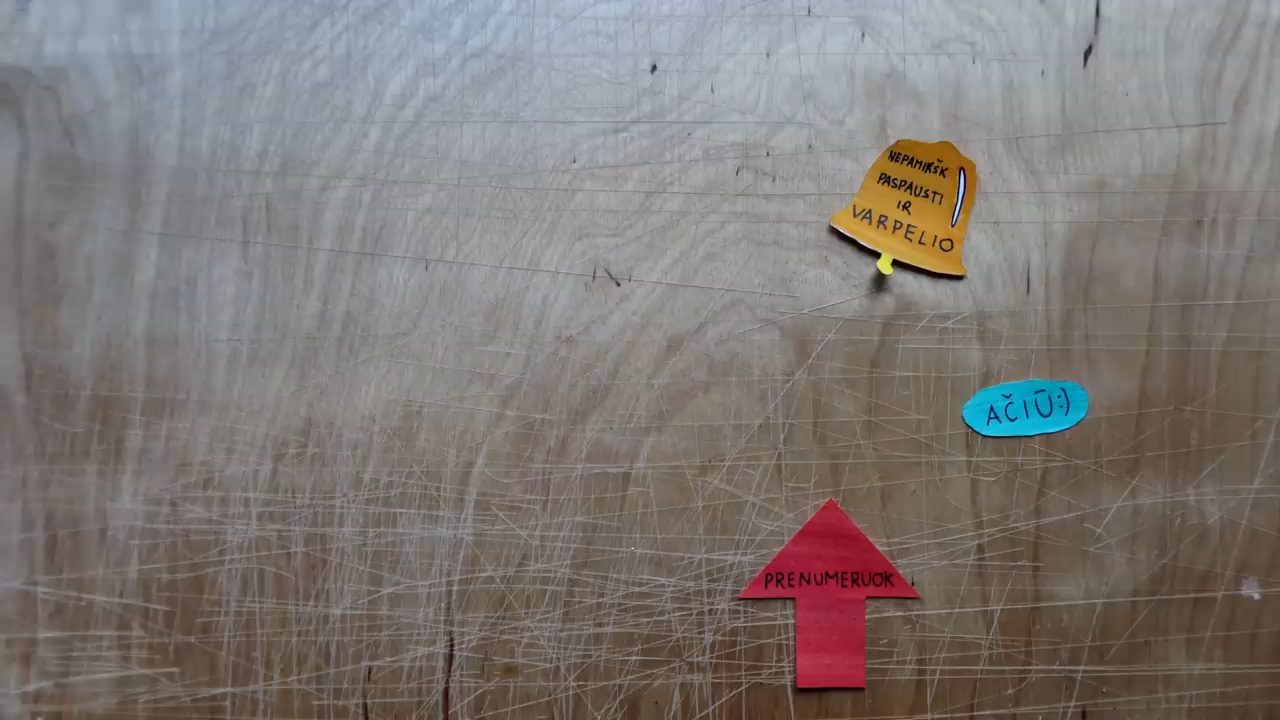 NEPAMIRŠK
PASPAUSTI
IR
VARPELIO
AČIŪ:)
PRENUMERUOK